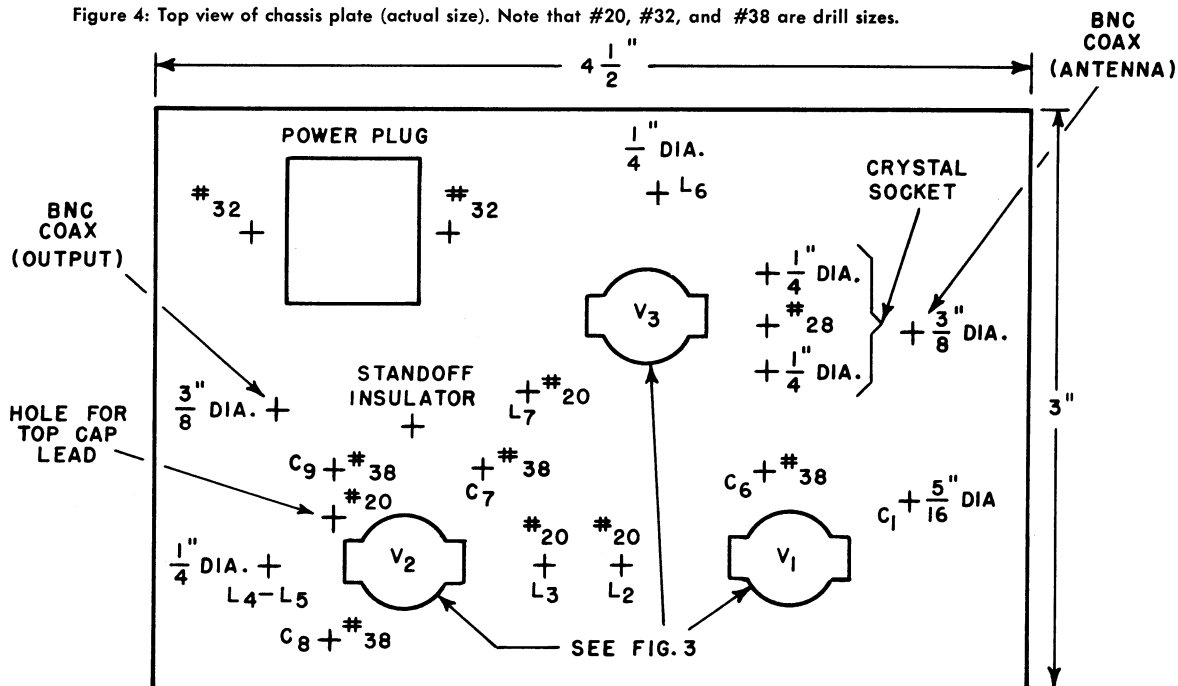 Figure 4: Top view of chassis plate (actual size). Note that #20, #32, and #38 are drill sizes.
BNC
COAX
(ANTENNA)
4 1/2"
POWER PLUG
1/4" DIA.
L6
CRYSTAL
SOCKET
#32
#32
BNC
COAX
(OUTPUT)
1/4" DIA.
V3
#28
3/8" DIA.
1/4" DIA.
STANDOFF
INSULATOR
#20
L7
3/8" DIA.
3"
HOLE FOR
TOP CAP
LEAD
C9 #38
C7 #38
C6 #38
#20
C1 5/16" DIA
#20
#20
V2
V1
1/4" DIA.
L4-L5
L3
L2
C8 #38
SEE FIG. 3